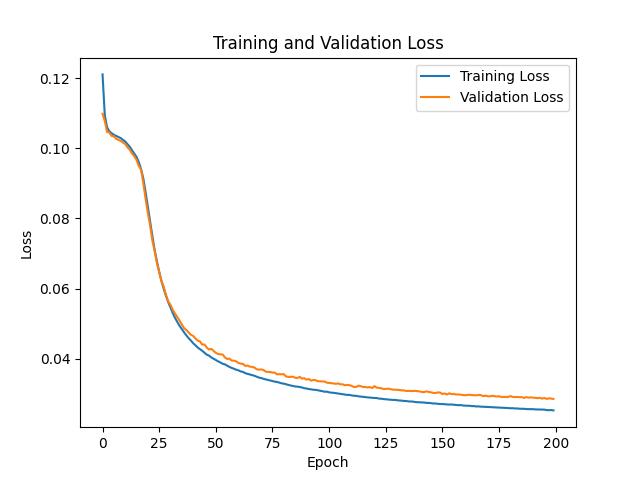 Training and Validation Loss
Training Loss
Validation Loss
0.12
0.10
0.08
0.06
0.04
Loss
0 25 50 75 100 125 150 175 200
Epoch